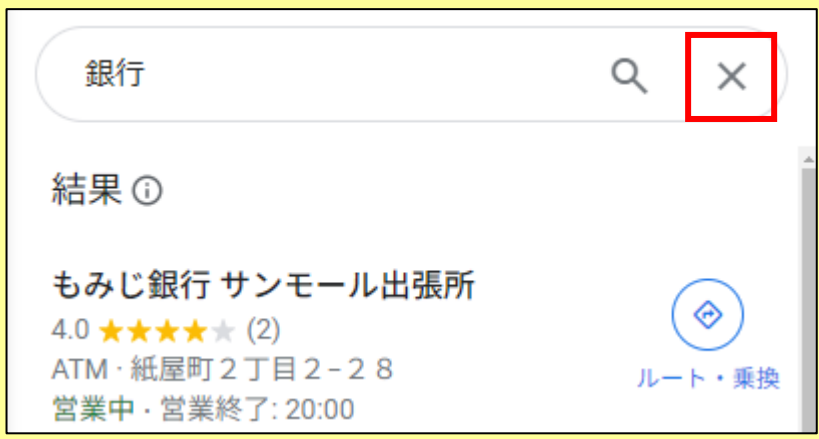 銀行
結果
もみじ銀行 サンモール出張所
4.0 (2)
ATM · 紙屋町２丁目２−２８
営業中 · 営業終了: 20:00
ルート・乗換